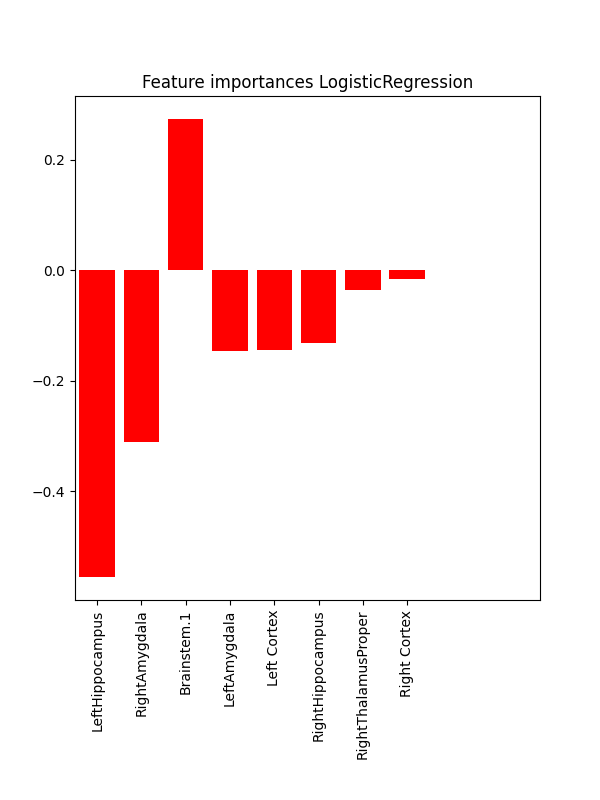 Feature importances LogisticRegression
0.2
0.0
−0.2
−0.4
LeftHippocampus
RightAmygdala
Brainstem.1
LeftAmygdala
Left Cortex
RightHippocampus
RightThalamusProper
Right Cortex